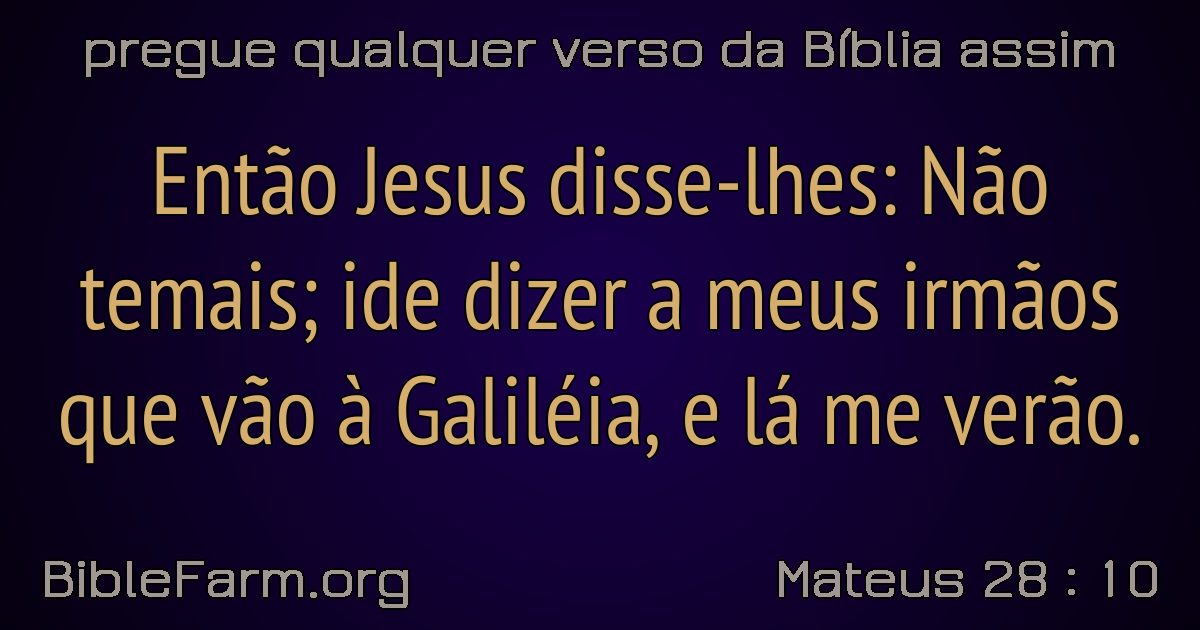 pregue qualquer verso da Bíblia assim
Então Jesus disse-lhes: Não
temais; ide dizer a meus irmãos
que vão à Galiléia, e lá me verão.
BibleFarm.org
Mateus 28 : 10